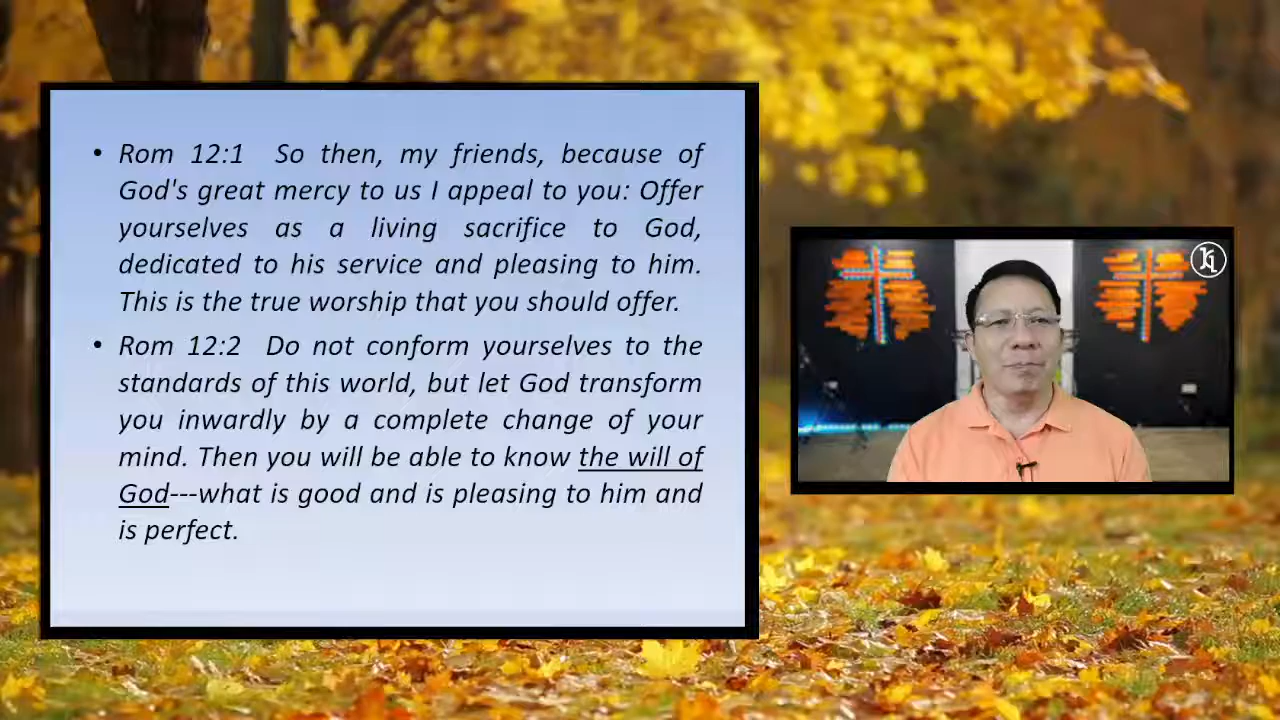 • Rom 12:1 So then, my friends, because of
God's great mercy to us I appeal to you: Offer
yourselves as a living sacrifice to God,
dedicated to his service and pleasing to him.
This is the true worship that you should offer.
• Rom 12:2 Do not conform yourselves to the
standards of this world, but let God transform
you inwardly by a complete change of your
mind. Then you will be able to know the will of
God---what is good and is pleasing to him and
is perfect.